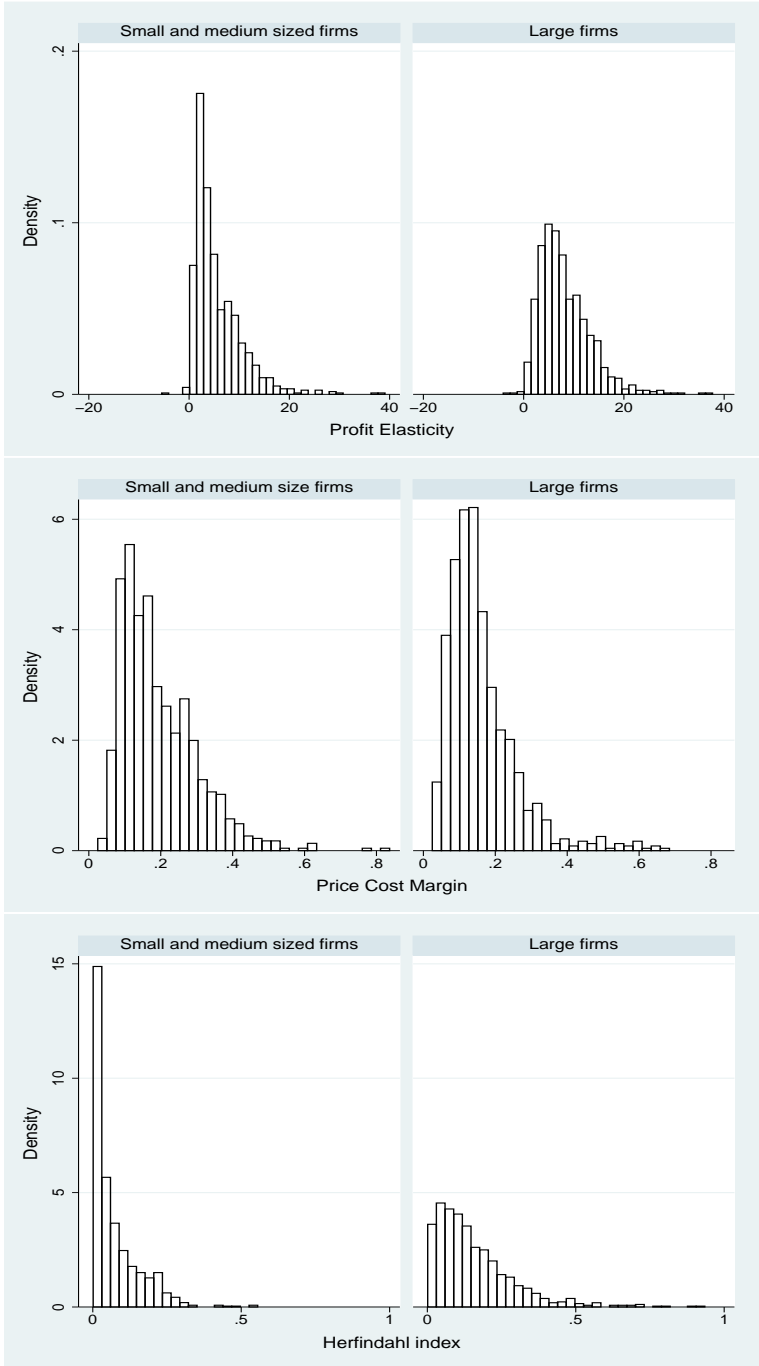 Small and medium sized firms
Large firms
Density
.2
.1
0
−20
0
20
40
−20
0
20
40
Profit Elasticity
Small and medium size firms
Large firms
Density
6
4
2
0
0
.2
.4
.6
.8
0
.2
.4
.6
.8
Price Cost Margin
Small and medium sized firms
Large firms
Density
15
10
5
0
0
.5
1
0
.5
1
Herfindahl index